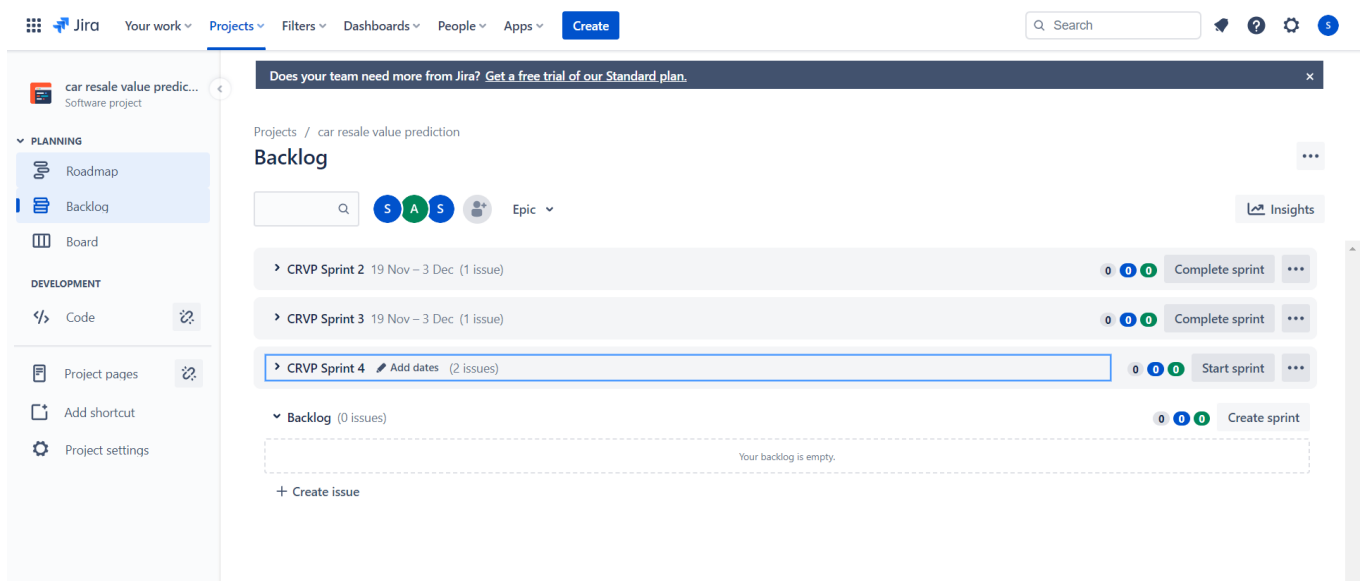 Jira Your work Projects Filters Dashboards People Apps Create Search S
Does your team need more from Jira? Get a free trial of our Standard plan.
car resale value predic...
Software project
PLANNING
Roadmap
Backlog
Board
DEVELOPMENT
Code
Project pages
Add shortcut
Project settings
Projects / car resale value prediction
Backlog
S A S Epic Insights
CRVP Sprint 2 19 Nov – 3 Dec (1 issue) 0 0 0 Complete sprint
CRVP Sprint 3 19 Nov – 3 Dec (1 issue) 0 0 0 Complete sprint
CRVP Sprint 4 Add dates (2 issues) 0 0 0 Start sprint
Backlog (0 issues) 0 0 0 Create sprint
Your backlog is empty.
+ Create issue